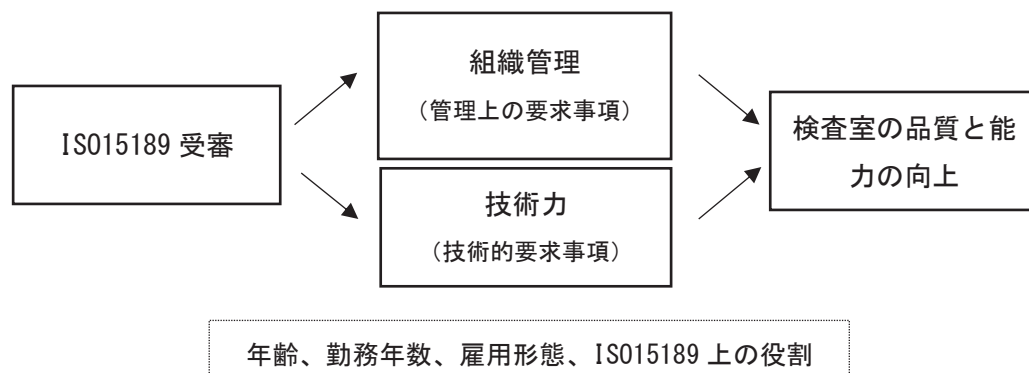 組織管理
（管理上の要求事項）
ISO15189 受審
検査室の品質と能
力の向上
技術力
（技術的要求事項）
年齢、勤務年数、雇用形態、ISO15189 上の役割